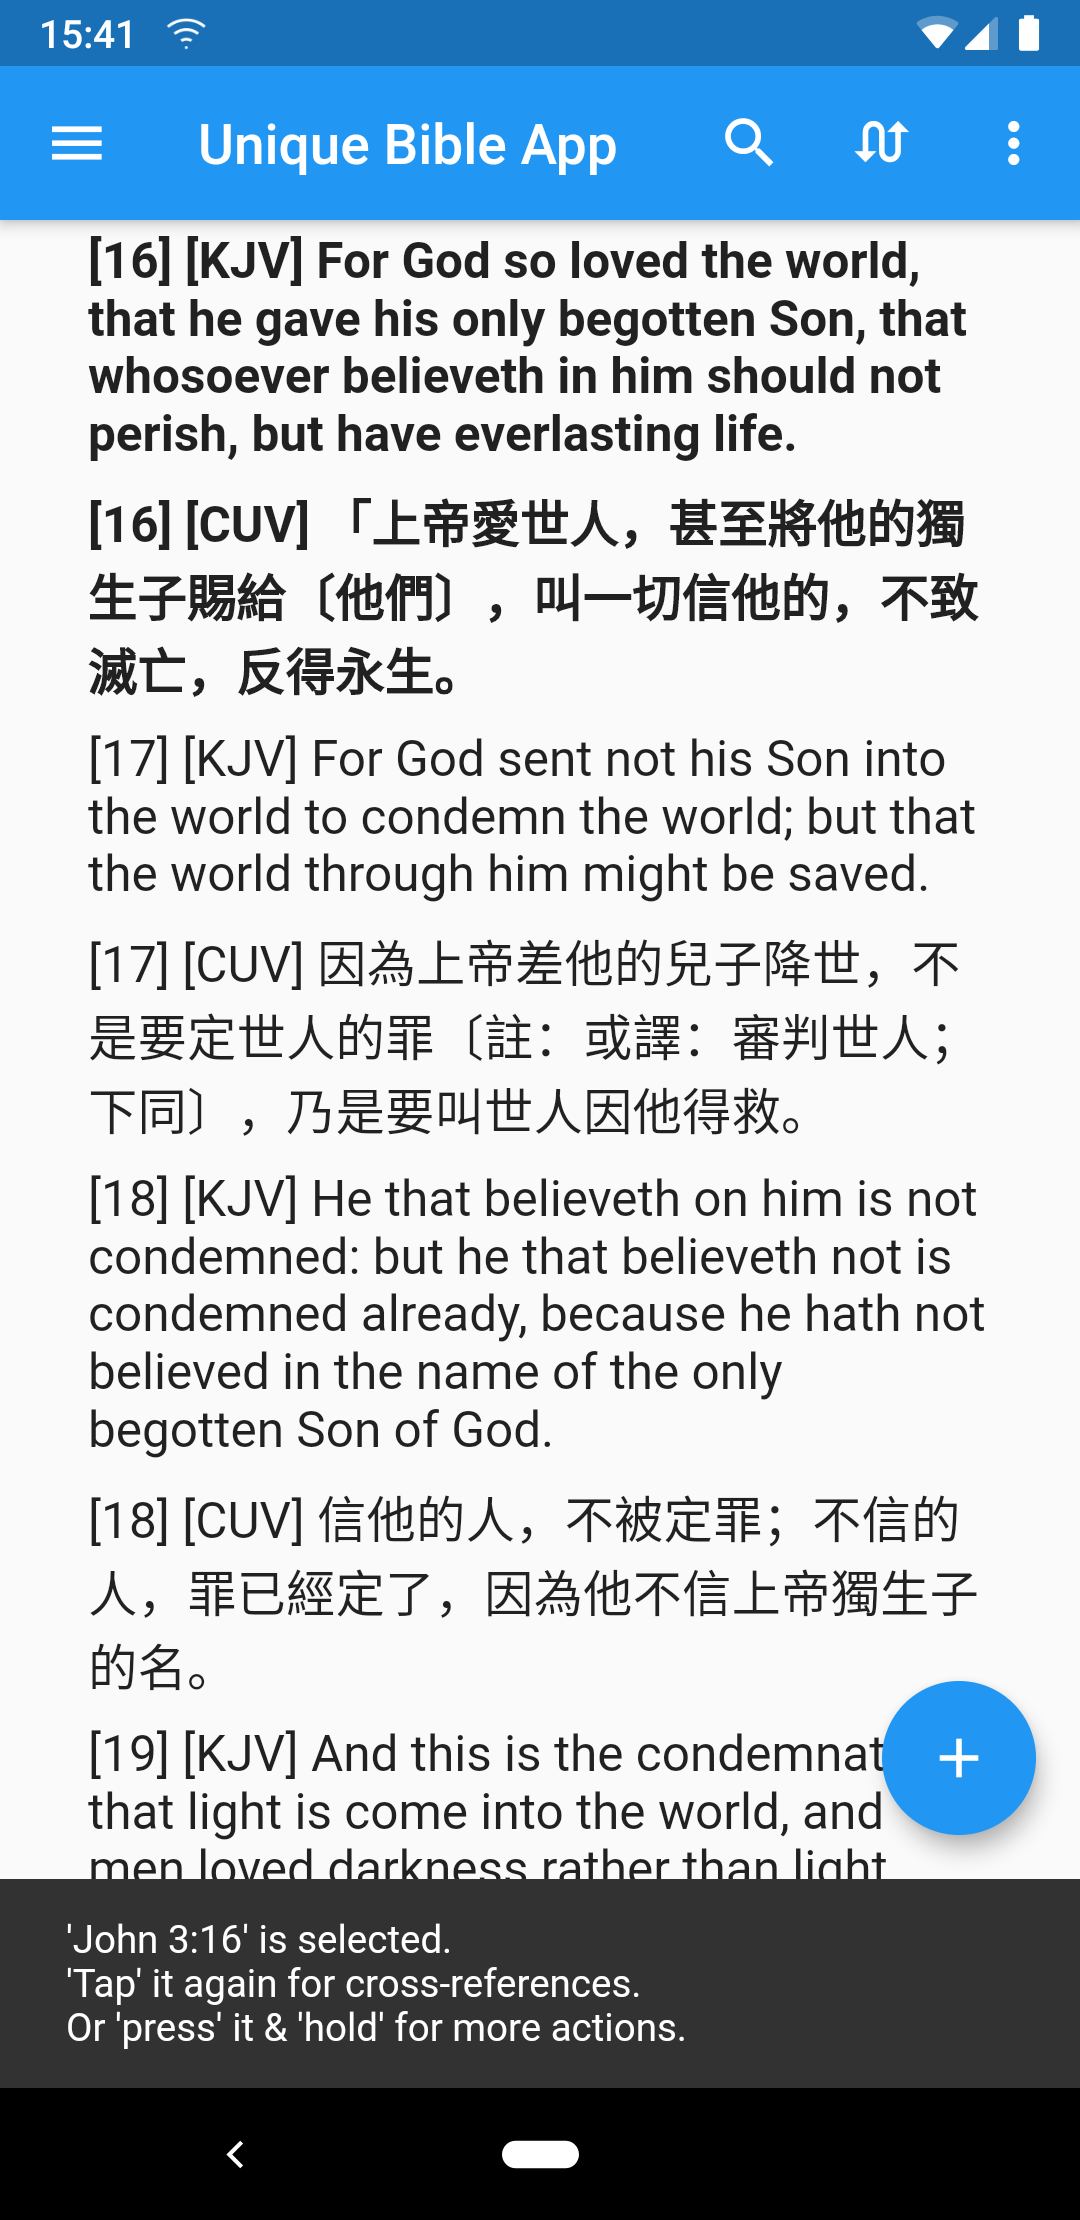 15:41
Unique Bible App
[16] [KJV] For God so loved the world,
that he gave his only begotten Son, that
whosoever believeth in him should not
perish, but have everlasting life.
[16] [CUV] 「上帝愛世人，甚至將他的獨
生子賜給〔他們〕，叫一切信他的，不致
滅亡，反得永生。
[17] [KJV] For God sent not his Son into
the world to condemn the world; but that
the world through him might be saved.
[17] [CUV] 因為上帝差他的兒子降世，不
是要定世人的罪〔註：或譯：審判世人；
下同〕，乃是要叫世人因他得救。
[18] [KJV] He that believeth on him is not
condemned: but he that believeth not is
condemned already, because he hath not
believed in the name of the only
begotten Son of God.
[18] [CUV] 信他的人，不被定罪；不信的
人，罪已經定了，因為他不信上帝獨生子
的名。
[19] [KJV] And this is the condemnat
that light is come into the world, and
men loved darkness rather than light
'John 3:16' is selected.
'Tap' it again for cross-references.
Or 'press' it & 'hold' for more actions.